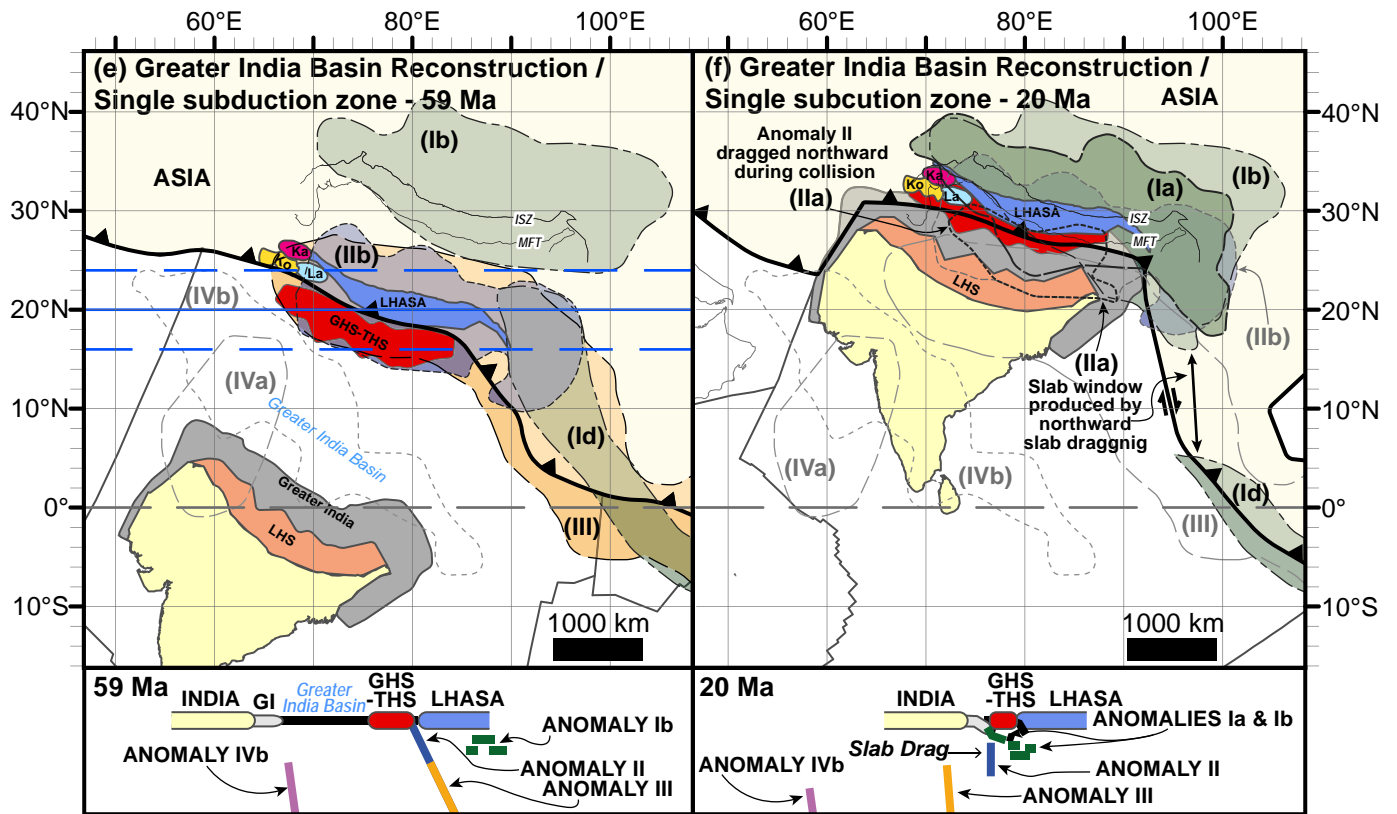 60°E 80°E 100°E 60°E 80°E 100°E
(e) Greater India Basin Reconstruction /
Single subduction zone - 59 Ma
40°N
30°N
20°N
10°N
0°
10°S
ASIA
(Ib)
ISZ
MFT
Ka
Ko
La
(IIb)
(IVb)
LHASA
GHS-THS
(IVa)
Greater India Basin
(Id)
Greater India
LHS
(III)
1000 km
(f) Greater India Basin Reconstruction /
Single subcution zone - 20 Ma
ASIA
40°N
30°N
20°N
10°N
0°
10°S
Anomaly II
dragged northward
during collision
(IIa)
Ka
Ko
La
(Ia)
(Ib)
LHASA
ISZ
MFT
LHS
(IIb)
(IIa)
Slab window
produced by
northward
slab draggnig
(IVa)
(IVb)
(Id)
(III)
1000 km
59 Ma
INDIA
GI
Greater
India Basin
GHS
-THS
LHASA
ANOMALY Ib
ANOMALY IVb
ANOMALY II
ANOMALY III
20 Ma
INDIA
GHS
-THS
LHASA
ANOMALIES Ia & Ib
Slab Drag
ANOMALY IVb
ANOMALY II
ANOMALY III